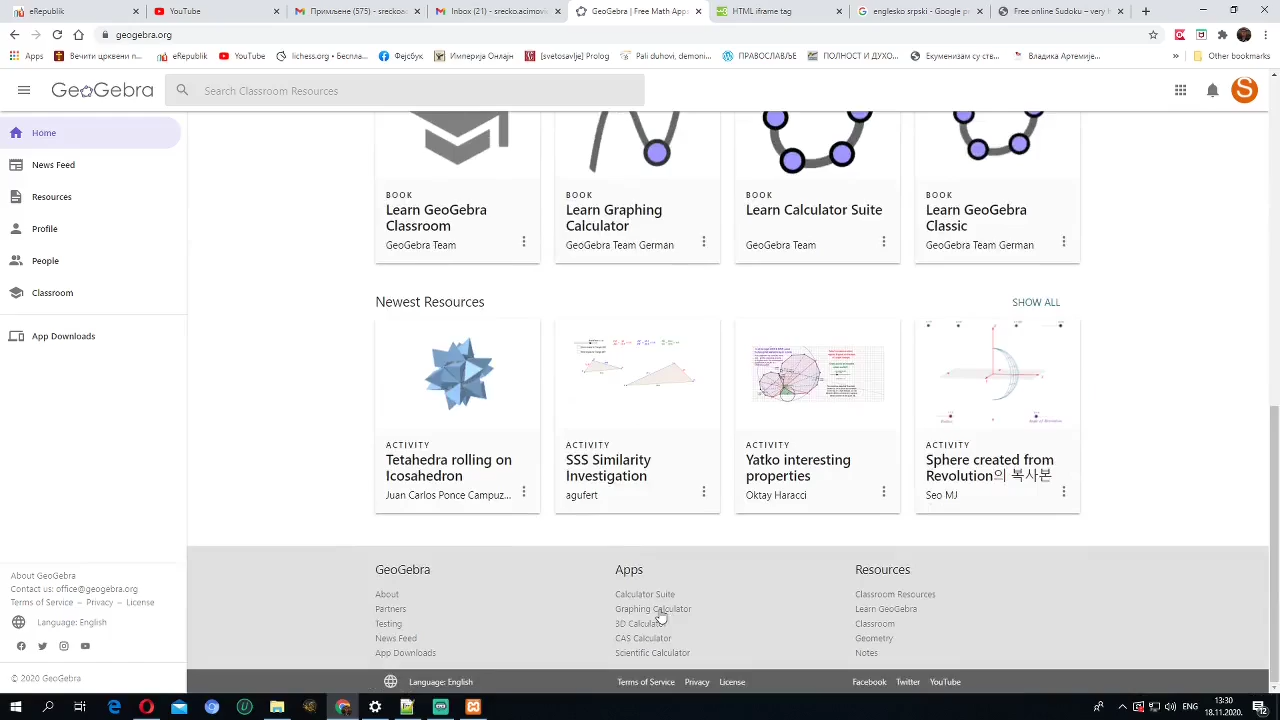 eRepublik
YouTube
Примљене (575) - sreckoac
Inbox (21) - srecko.acimovic
GeoGebra | Free Math Apps
HTML iframe tag
englesko srpski - Google p
Free online Sudoku – very l
geogebra.org
Apps
Вечити црквени п...
eRepublik
YouTube
lichess.org • Бесплa...
Фејбук
Империја Онлајн
[svetosavlje] Prolog
Pali duhovi, demoni...
ПРАВОСЛАВЉЕ
ПОЛНОСТ И ДУХО...
Екуменизам су ств...
Владика Артемије...
»
Other bookmarks
GeoGebra
Search Classroom Resources
S
Home
News Feed
Resources
Profile
People
Classroom
App Downloads
BOOK
Learn GeoGebra
Classroom
GeoGebra Team
BOOK
Learn Graphing
Calculator
GeoGebra Team German
BOOK
Learn Calculator Suite
GeoGebra Team
BOOK
Learn GeoGebra
Classic
GeoGebra Team German
Newest Resources
SHOW ALL
ACTIVITY
Tetahedra rolling on
Icosahedron
Juan Carlos Ponce Campuz...
ACTIVITY
SSS Similarity
Investigation
agufert
ACTIVITY
Yatko interesting
properties
Oktay Haracci
ACTIVITY
Sphere created from
Revolution의 복사본
Seo MJ
About GeoGebra
Contact us: office@geogebra.org
Terms of Service – Privacy – License
Language: English
© 2020 GeoGebra
GeoGebra
About
Partners
Testing
News Feed
App Downloads
Apps
Calculator Suite
Graphing Calculator
3D Calculator
CAS Calculator
Scientific Calculator
Resources
Classroom Resources
Learn GeoGebra
Classroom
Geometry
Notes
Language: English
Terms of Service
Privacy
License
Facebook
Twitter
YouTube
ENG
13:30
18.11.2020.